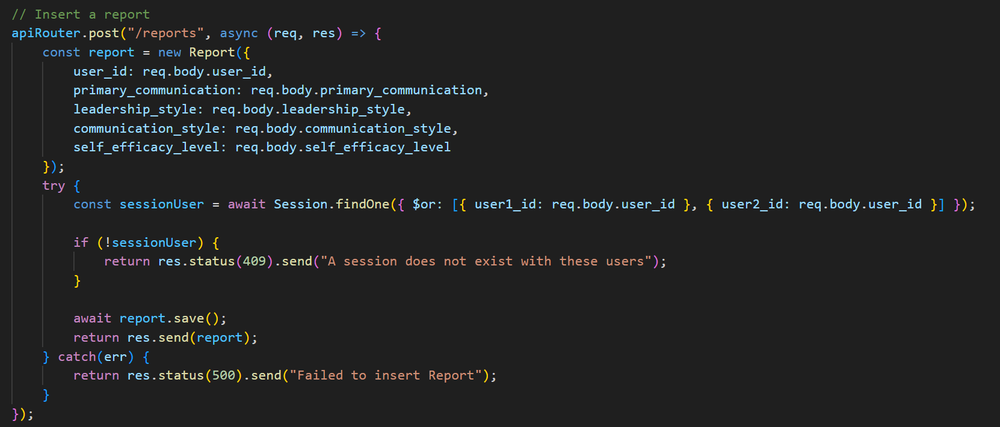 // Insert a report
apiRouter.post("/reports", async (req, res) => {
    const report = new Report({
        user_id: req.body.user_id,
        primary_communication: req.body.primary_communication,
        leadership_style: req.body.leadership_style,
        communication_style: req.body.communication_style,
        self_efficacy_level: req.body.self_efficacy_level
    });
    try {
        const sessionUser = await Session.findOne({ $or: [{ user1_id: req.body.user_id }, { user2_id: req.body.user_id }] });

        if (!sessionUser) {
            return res.status(409).send("A session does not exist with these users");
        }

        await report.save();
        return res.send(report);
    } catch(err) {
        return res.status(500).send("Failed to insert Report");
    }
});